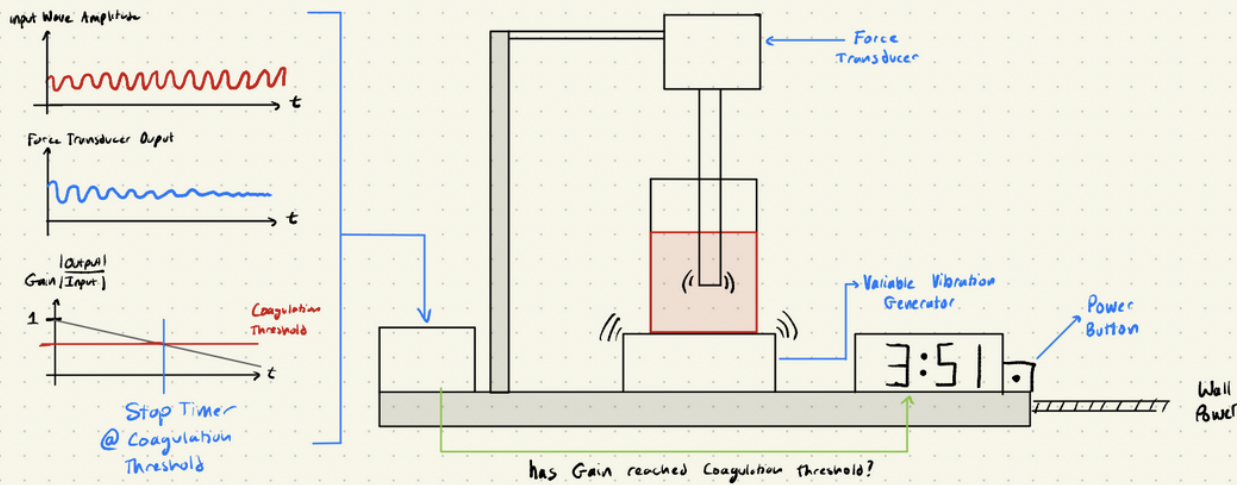 Input Wave Amplitude
t
Force Transducer Ouput
t
|Output|
Gain |Input|
1
Coagulation
Threshold
t
Stop Timer
@ Coagulation
Threshold
Force
Transducer
Variable Vibration
Generator
Power
Button
3:51
Wall
Power
has Gain reached Coagulation threshold?